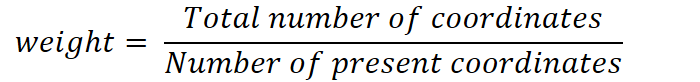 weight = Total number of coordinates
Number of present coordinates